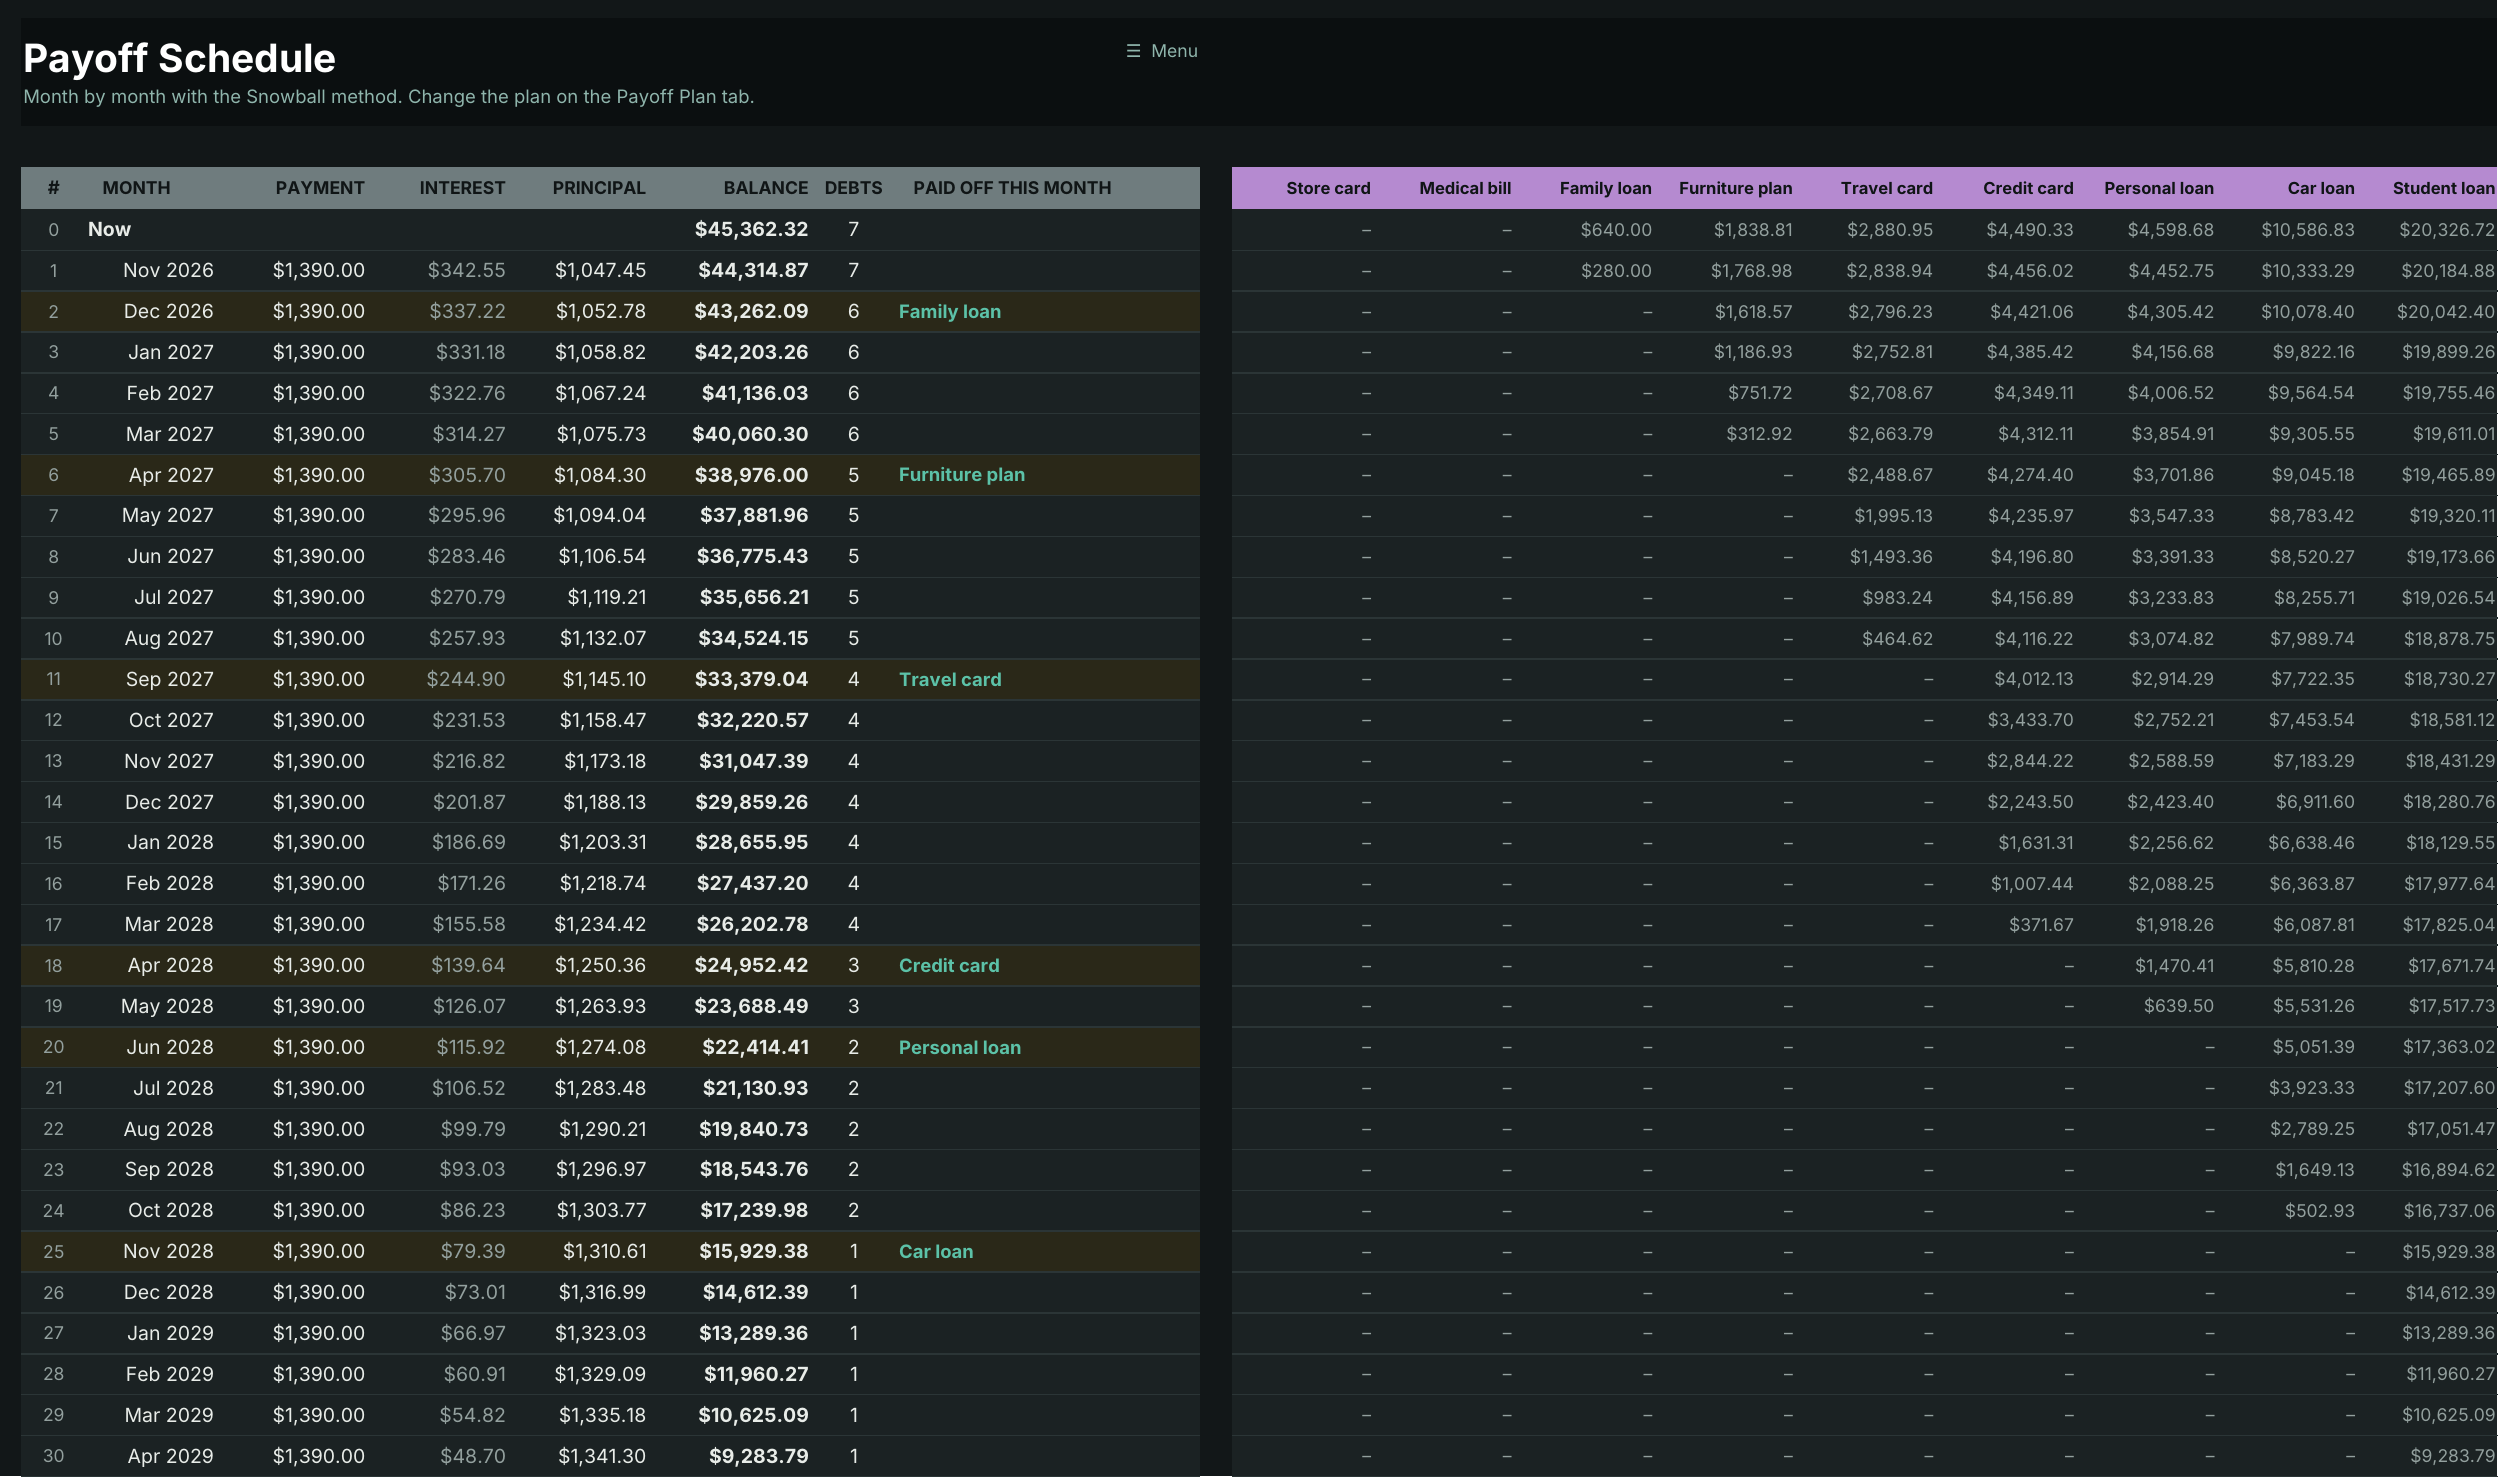 Payoff Schedule
☰ Menu
Month by month with the Snowball method. Change the plan on the Payoff Plan tab.
# MONTH PAYMENT INTEREST PRINCIPAL BALANCE DEBTS PAID OFF THIS MONTH Store card Medical bill Family loan Furniture plan Travel card Credit card Personal loan Car loan Student loan
0 Now $45,362.32 7 – – $640.00 $1,838.81 $2,880.95 $4,490.33 $4,598.68 $10,586.83 $20,326.72
1 Nov 2026 $1,390.00 $342.55 $1,047.45 $44,314.87 7 – – $280.00 $1,768.98 $2,838.94 $4,456.02 $4,452.75 $10,333.29 $20,184.88
2 Dec 2026 $1,390.00 $337.22 $1,052.78 $43,262.09 6 Family loan – – – $1,618.57 $2,796.23 $4,421.06 $4,305.42 $10,078.40 $20,042.40
3 Jan 2027 $1,390.00 $331.18 $1,058.82 $42,203.26 6 – – – $1,186.93 $2,752.81 $4,385.42 $4,156.68 $9,822.16 $19,899.26
4 Feb 2027 $1,390.00 $322.76 $1,067.24 $41,136.03 6 – – – $751.72 $2,708.67 $4,349.11 $4,006.52 $9,564.54 $19,755.46
5 Mar 2027 $1,390.00 $314.27 $1,075.73 $40,060.30 6 – – – $312.92 $2,663.79 $4,312.11 $3,854.91 $9,305.55 $19,611.01
6 Apr 2027 $1,390.00 $305.70 $1,084.30 $38,976.00 5 Furniture plan – – – – $2,488.67 $4,274.40 $3,701.86 $9,045.18 $19,465.89
7 May 2027 $1,390.00 $295.96 $1,094.04 $37,881.96 5 – – – – $1,995.13 $4,235.97 $3,547.33 $8,783.42 $19,320.11
8 Jun 2027 $1,390.00 $283.46 $1,106.54 $36,775.43 5 – – – – $1,493.36 $4,196.80 $3,391.33 $8,520.27 $19,173.66
9 Jul 2027 $1,390.00 $270.79 $1,119.21 $35,656.21 5 – – – – $983.24 $4,156.89 $3,233.83 $8,255.71 $19,026.54
10 Aug 2027 $1,390.00 $257.93 $1,132.07 $34,524.15 5 – – – – $464.62 $4,116.22 $3,074.82 $7,989.74 $18,878.75
11 Sep 2027 $1,390.00 $244.90 $1,145.10 $33,379.04 4 Travel card – – – – – $4,012.13 $2,914.29 $7,722.35 $18,730.27
12 Oct 2027 $1,390.00 $231.53 $1,158.47 $32,220.57 4 – – – – – $3,433.70 $2,752.21 $7,453.54 $18,581.12
13 Nov 2027 $1,390.00 $216.82 $1,173.18 $31,047.39 4 – – – – – $2,844.22 $2,588.59 $7,183.29 $18,431.29
14 Dec 2027 $1,390.00 $201.87 $1,188.13 $29,859.26 4 – – – – – $2,243.50 $2,423.40 $6,911.60 $18,280.76
15 Jan 2028 $1,390.00 $186.69 $1,203.31 $28,655.95 4 – – – – – $1,631.31 $2,256.62 $6,638.46 $18,129.55
16 Feb 2028 $1,390.00 $171.26 $1,218.74 $27,437.20 4 – – – – – $1,007.44 $2,088.25 $6,363.87 $17,977.64
17 Mar 2028 $1,390.00 $155.58 $1,234.42 $26,202.78 4 – – – – – $371.67 $1,918.26 $6,087.81 $17,825.04
18 Apr 2028 $1,390.00 $139.64 $1,250.36 $24,952.42 3 Credit card – – – – – – $1,470.41 $5,810.28 $17,671.74
19 May 2028 $1,390.00 $126.07 $1,263.93 $23,688.49 3 – – – – – – $639.50 $5,531.26 $17,517.73
20 Jun 2028 $1,390.00 $115.92 $1,274.08 $22,414.41 2 Personal loan – – – – – – – $5,051.39 $17,363.02
21 Jul 2028 $1,390.00 $106.52 $1,283.48 $21,130.93 2 – – – – – – – $3,923.33 $17,207.60
22 Aug 2028 $1,390.00 $99.79 $1,290.21 $19,840.73 2 – – – – – – – $2,789.25 $17,051.47
23 Sep 2028 $1,390.00 $93.03 $1,296.97 $18,543.76 2 – – – – – – – $1,649.13 $16,894.62
24 Oct 2028 $1,390.00 $86.23 $1,303.77 $17,239.98 2 – – – – – – – $502.93 $16,737.06
25 Nov 2028 $1,390.00 $79.39 $1,310.61 $15,929.38 1 Car loan – – – – – – – – $15,929.38
26 Dec 2028 $1,390.00 $73.01 $1,316.99 $14,612.39 1 – – – – – – – – $14,612.39
27 Jan 2029 $1,390.00 $66.97 $1,323.03 $13,289.36 1 – – – – – – – – $13,289.36
28 Feb 2029 $1,390.00 $60.91 $1,329.09 $11,960.27 1 – – – – – – – – $11,960.27
29 Mar 2029 $1,390.00 $54.82 $1,335.18 $10,625.09 1 – – – – – – – – $10,625.09
30 Apr 2029 $1,390.00 $48.70 $1,341.30 $9,283.79 1 – – – – – – – – $9,283.79